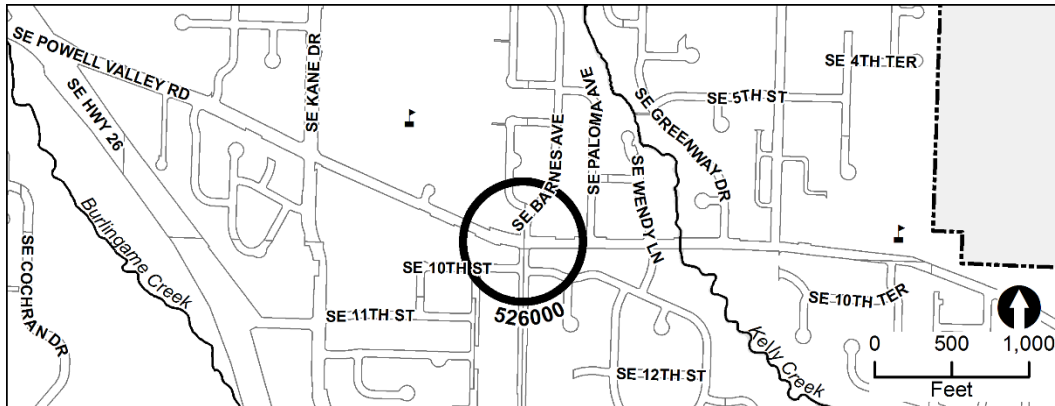 SE POWELL VALLEY RD
SE HWY 26
SE KANE DR
SE BARNES AVE
SE PALOMA AVE
SE WENDY LN
SE GREENWAY DR
SE 5TH ST
SE 4TH TER
Burlingame Creek
SE COCHRAN DR
SE 10TH ST
SE 11TH ST
526000
SE 12TH ST
Kelly Creek
SE 10TH TER
0 500 1,000
Feet